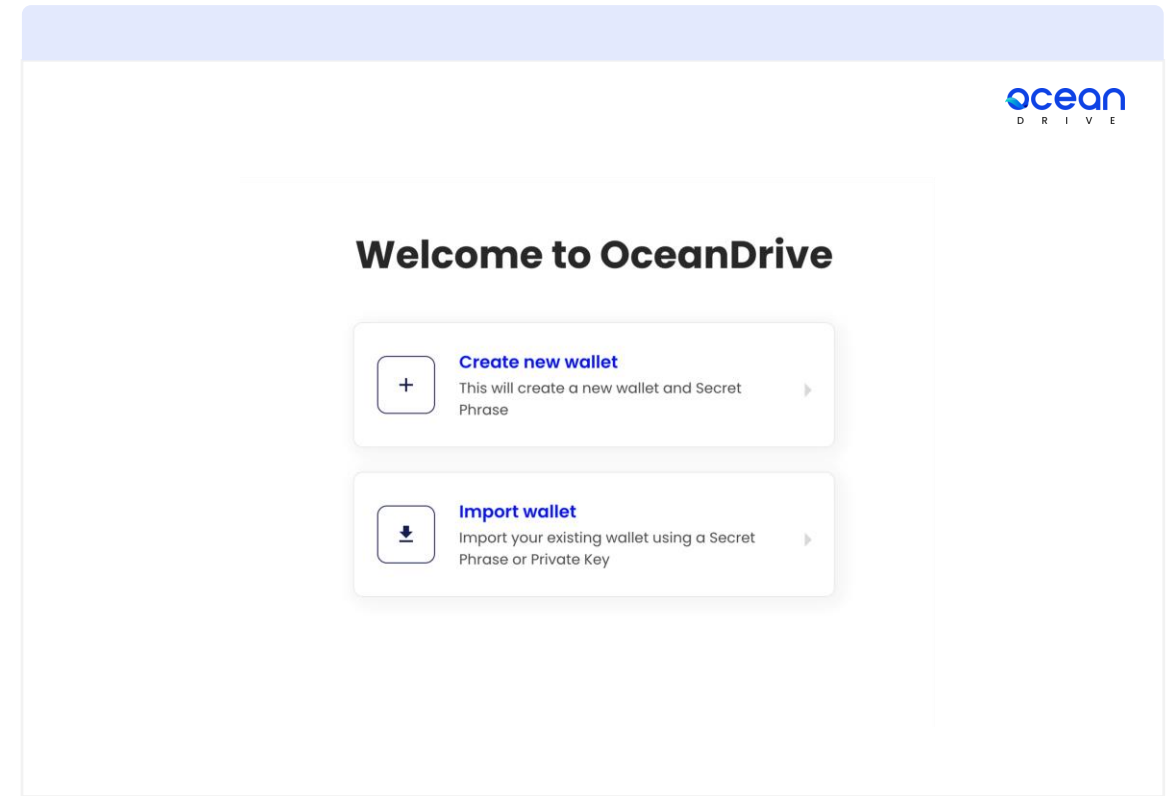 ocean
DRIVE
Welcome to OceanDrive
Create new wallet
This will create a new wallet and Secret
Phrase
Import wallet
Import your existing wallet using a Secret
Phrase or Private Key